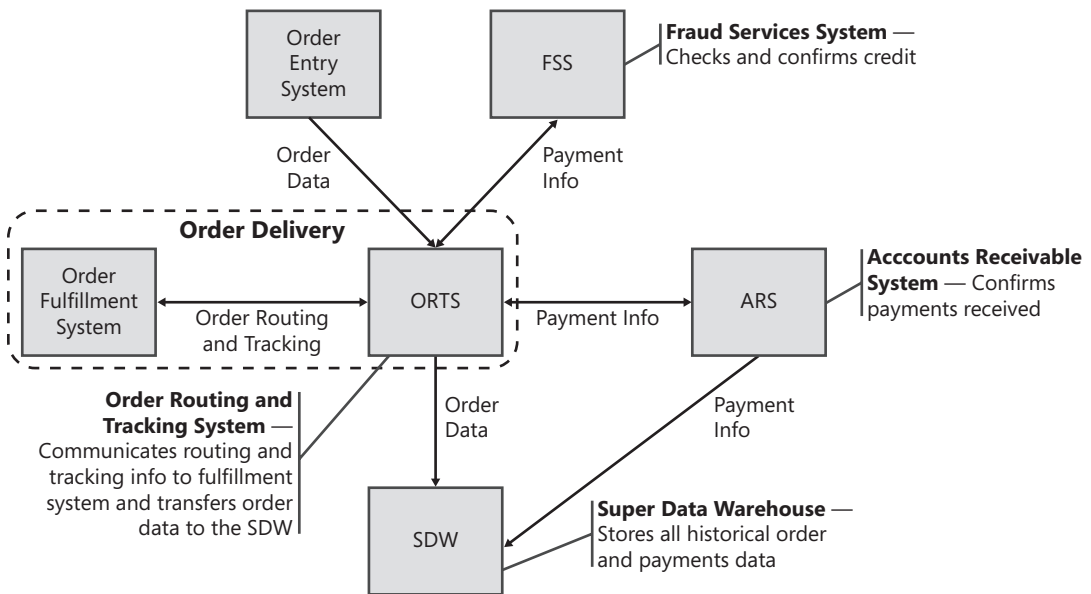 Order
Entry
System
FSS
Fraud Services System —
Checks and confirms credit
Order
Data
Payment
Info
Order Delivery
Order
Fulfillment
System
Order Routing
and Tracking
ORTS
Payment Info
ARS
Acccounts Receivable
System — Confirms
payments received
Order Routing and
Tracking System —
Communicates routing and
tracking info to fulfillment
system and transfers order
data to the SDW
Order
Data
Payment
Info
SDW
Super Data Warehouse —
Stores all historical order
and payments data